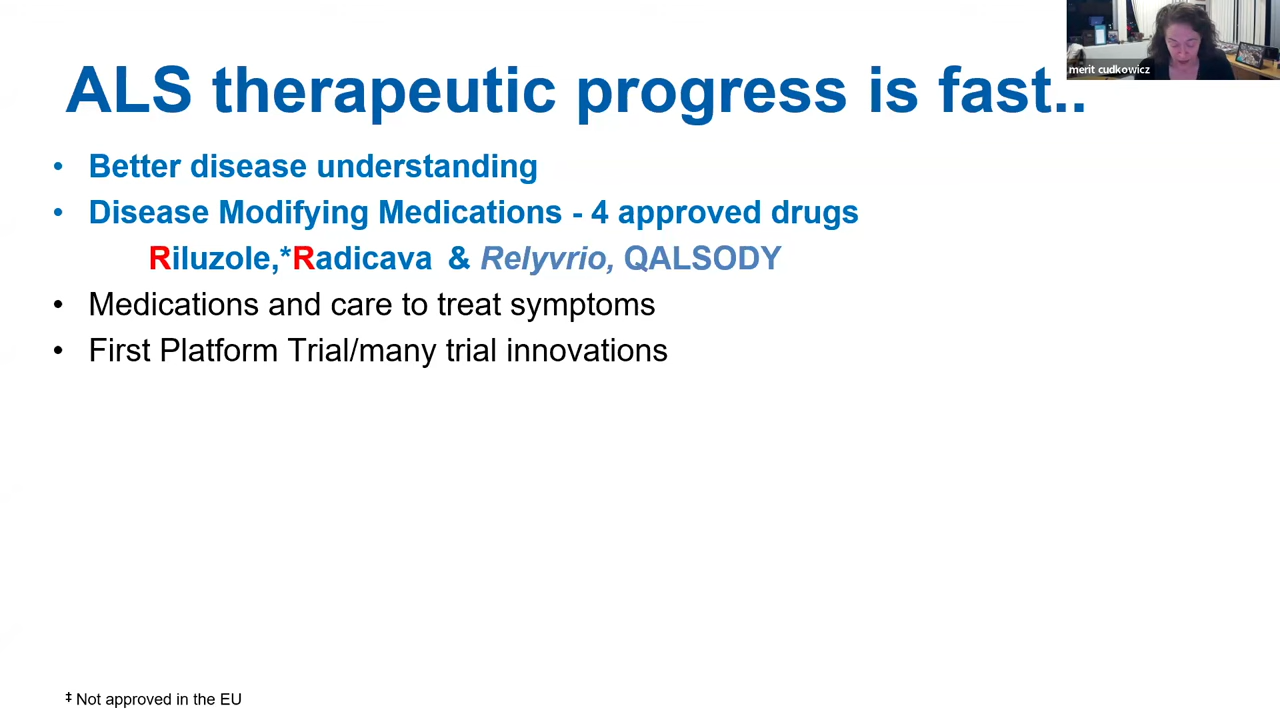 ALS therapeutic progress is fast..
merit cudkowicz
• Better disease understanding
• Disease Modifying Medications - 4 approved drugs
Riluzole,*Radicava & Relyvrio, QALSODY
• Medications and care to treat symptoms
• First Platform Trial/many trial innovations
‡ Not approved in the EU